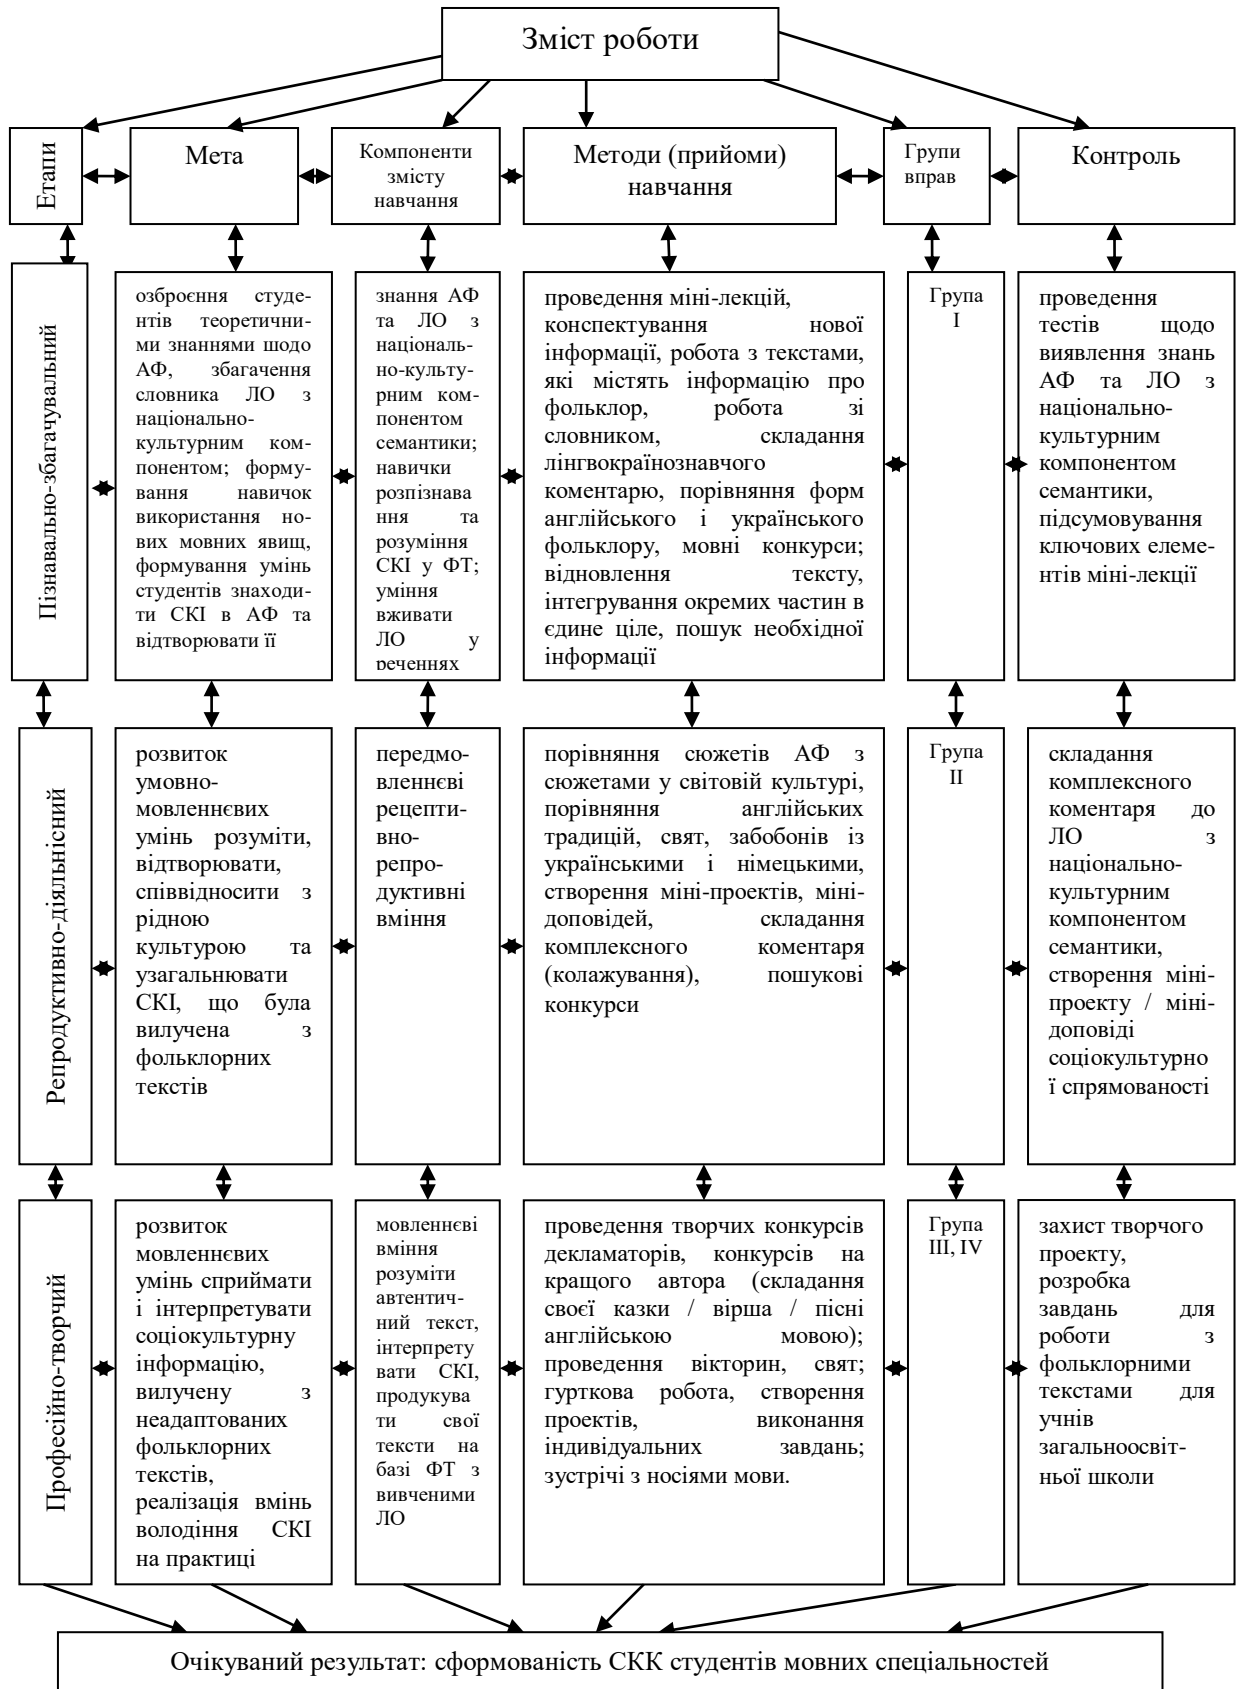 Зміст роботи
Етапи
Мета
Компоненти
змісту
навчання
Методи (прийоми)
навчання
Групи
вправ
Контроль
Пізнавально-збагачувальний
озброєння студе-
нтів теоретични-
ми знаннями шодо
АФ, збагачення
словника ЛО з
національно-
культурним ком-
понентом; форму-
вання навичок
використання но-
вих мовних явищ,
формування умінь
студентів знаходи-
ти СКІ в АФ та
відтворювати її
знання АФ
та ЛО з
національ-
но-культу-
рним ком-
понентом
семантики;
навички
розпізнава
ння та
розуміння
СКІ у ФТ;
уміння
вживати
ЛО у
реченнях
проведення міні-лекцій,
конспектування нової
інформації, робота з текстами,
які містять інформацію про
фольклор, робота зі
словником, складання
лінгвокраїнознавчого
коментарю, порівняння форм
англійського і українського
фольклору, мовні конкурси;
відновлення тексту,
інтегрування окремих частин в
єдине ціле, пошук необхідної
інформації
Група
І
проведення
тестів щодо
виявлення знань
АФ та ЛО з
національно-
культурним
компонентом
семантики,
підсумовування
ключових елеме-
нтів міні-лекції
Репродуктивно-діяльнісний
розвиток
умовно-
мовленнєвих
умінь розуміти,
відтворювати,
співвідносити з
рідною
культурою та
узагальнювати
СКІ, що була
вилучена з
фольклорних
текстів
передмо-
вленнєві
рецепти-
вно-
репро-
дуктивні
вміння
порівняння сюжетів АФ з
сюжетами у світовій культурі,
порівняння англійських
традицій, свят, забобонів із
українськими і німецькими,
створення міні-проектів, міні-
доповідей, складання
комплексного коментаря
(колажування), пошукові
конкурси
Група
ІІ
складання
комплексного
коментаря до
ЛО з
національно-
культурним
компонентом
семантики,
створення міні-
проекту / міні-
доповіді
соціокультурно
ї спрямованості
Професійно-творчий
розвиток
мовленнєвих
умінь сприймати
і інтерпретувати
соціокультурну
інформацію,
вилучену з
неадаптованих
фольклорних
текстів,
реалізація вмінь
володіння СКІ
на практиці
мовленнєві
вміння
розуміти
автентич-
ний текст,
інтерпрету
вати СКІ,
продукува
ти свої
тексти на
базі ФТ з
вивченими
ЛО
проведення творчих конкурсів
декламаторів, конкурсів на
кращого автора (складання
своєї казки / вірша / пісні
англійською мовою);
проведення вікторин, свят;
гурткова робота, створення
проектів, виконання
індивідуальних завдань;
зустрічі з носіями мови.
Група
ІІІ, IV
захист творчого
проекту,
розробка
завдань для
роботи з
фольклорними
текстами для
учнів
загальноосвіт-
ньої школи
Очікуваний результат: сформованість СКК студентів мовних спеціальностей